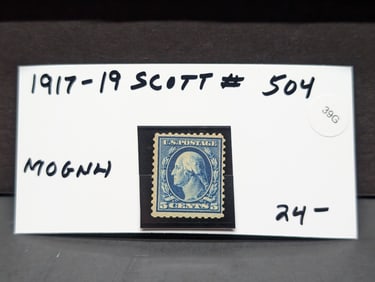 1917-19 SCOTT # 504
39G
MOGNH
U.S. POSTAGE
5 CENTS 5
24-